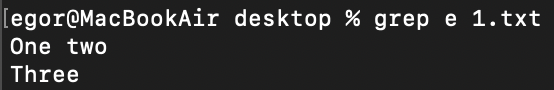 [egor@MacBookAir desktop % grep e 1.txt
One two
Three